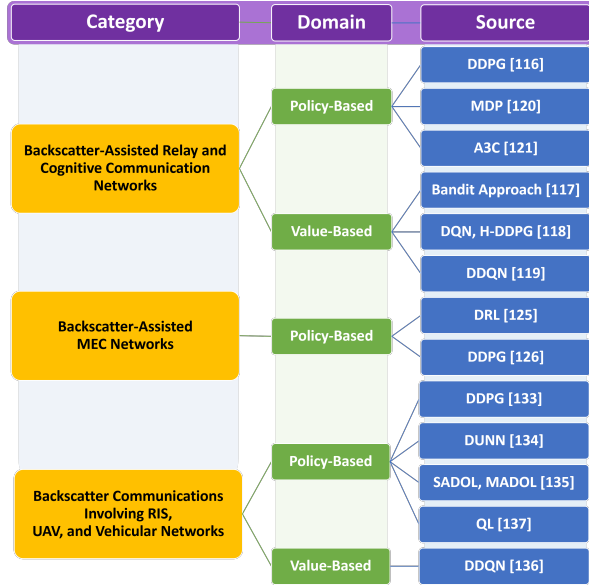 Category
Domain
Source
Backscatter-Assisted Relay and
Cognitive Communication
Networks
Policy-Based
DDPG [116]
MDP [120]
A3C [121]
Value-Based
Bandit Approach [117]
DQN, H-DDPG [118]
DDQN [119]
Backscatter-Assisted
MEC Networks
Policy-Based
DRL [125]
DDPG [126]
Backscatter Communications
Involving RIS,
UAV, and Vehicular Networks
Policy-Based
DDPG [133]
DUNN [134]
SADOL, MADOL [135]
QL [137]
Value-Based
DDQN [136]